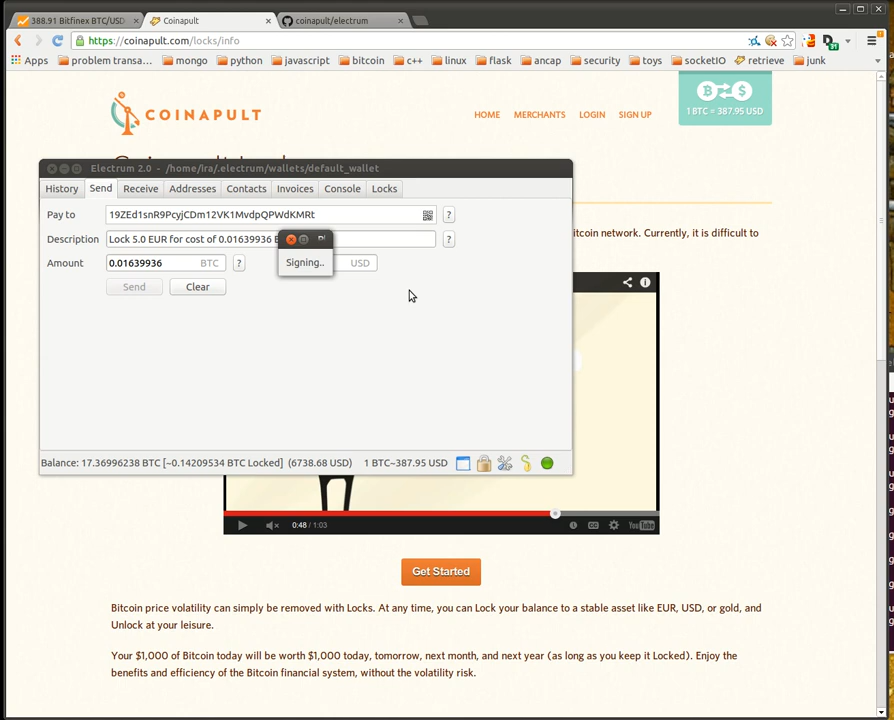 388.91 Bitfinex BTC/USD
Coinapult
coinapult/electrum
https://coinapult.com/locks/info
Apps problem transa... mongo python javascript bitcoin c++ linux flask ancap security toys socketIO retrieve junk
31
COINAPULT
HOME MERCHANTS LOGIN SIGN UP
1 BTC = 387.95 USD
Electrum 2.0 - /home/ira/.electrum/wallets/default_wallet
History Send Receive Addresses Contacts Invoices Console Locks
Pay to 19ZEd1snR9PcyjCDm12VK1MvdpQPWdKMRt ?
Description Lock 5.0 EUR for cost of 0.01639936 ?
itcoin network. Currently, it is difficult to
Amount 0.01639936 BTC ? USD
Signing..
Send Clear
Balance: 17.36996238 BTC [~0.14209534 BTC Locked] (6738.68 USD) 1 BTC~387.95 USD
0:48 / 1:03 CC YouTube
Get Started
Bitcoin price volatility can simply be removed with Locks. At any time, you can Lock your balance to a stable asset like EUR, USD, or gold, and
Unlock at your leisure.
Your $1,000 of Bitcoin today will be worth $1,000 today, tomorrow, next month, and next year (as long as you keep it Locked). Enjoy the
benefits and efficiency of the Bitcoin financial system, without the volatility risk.